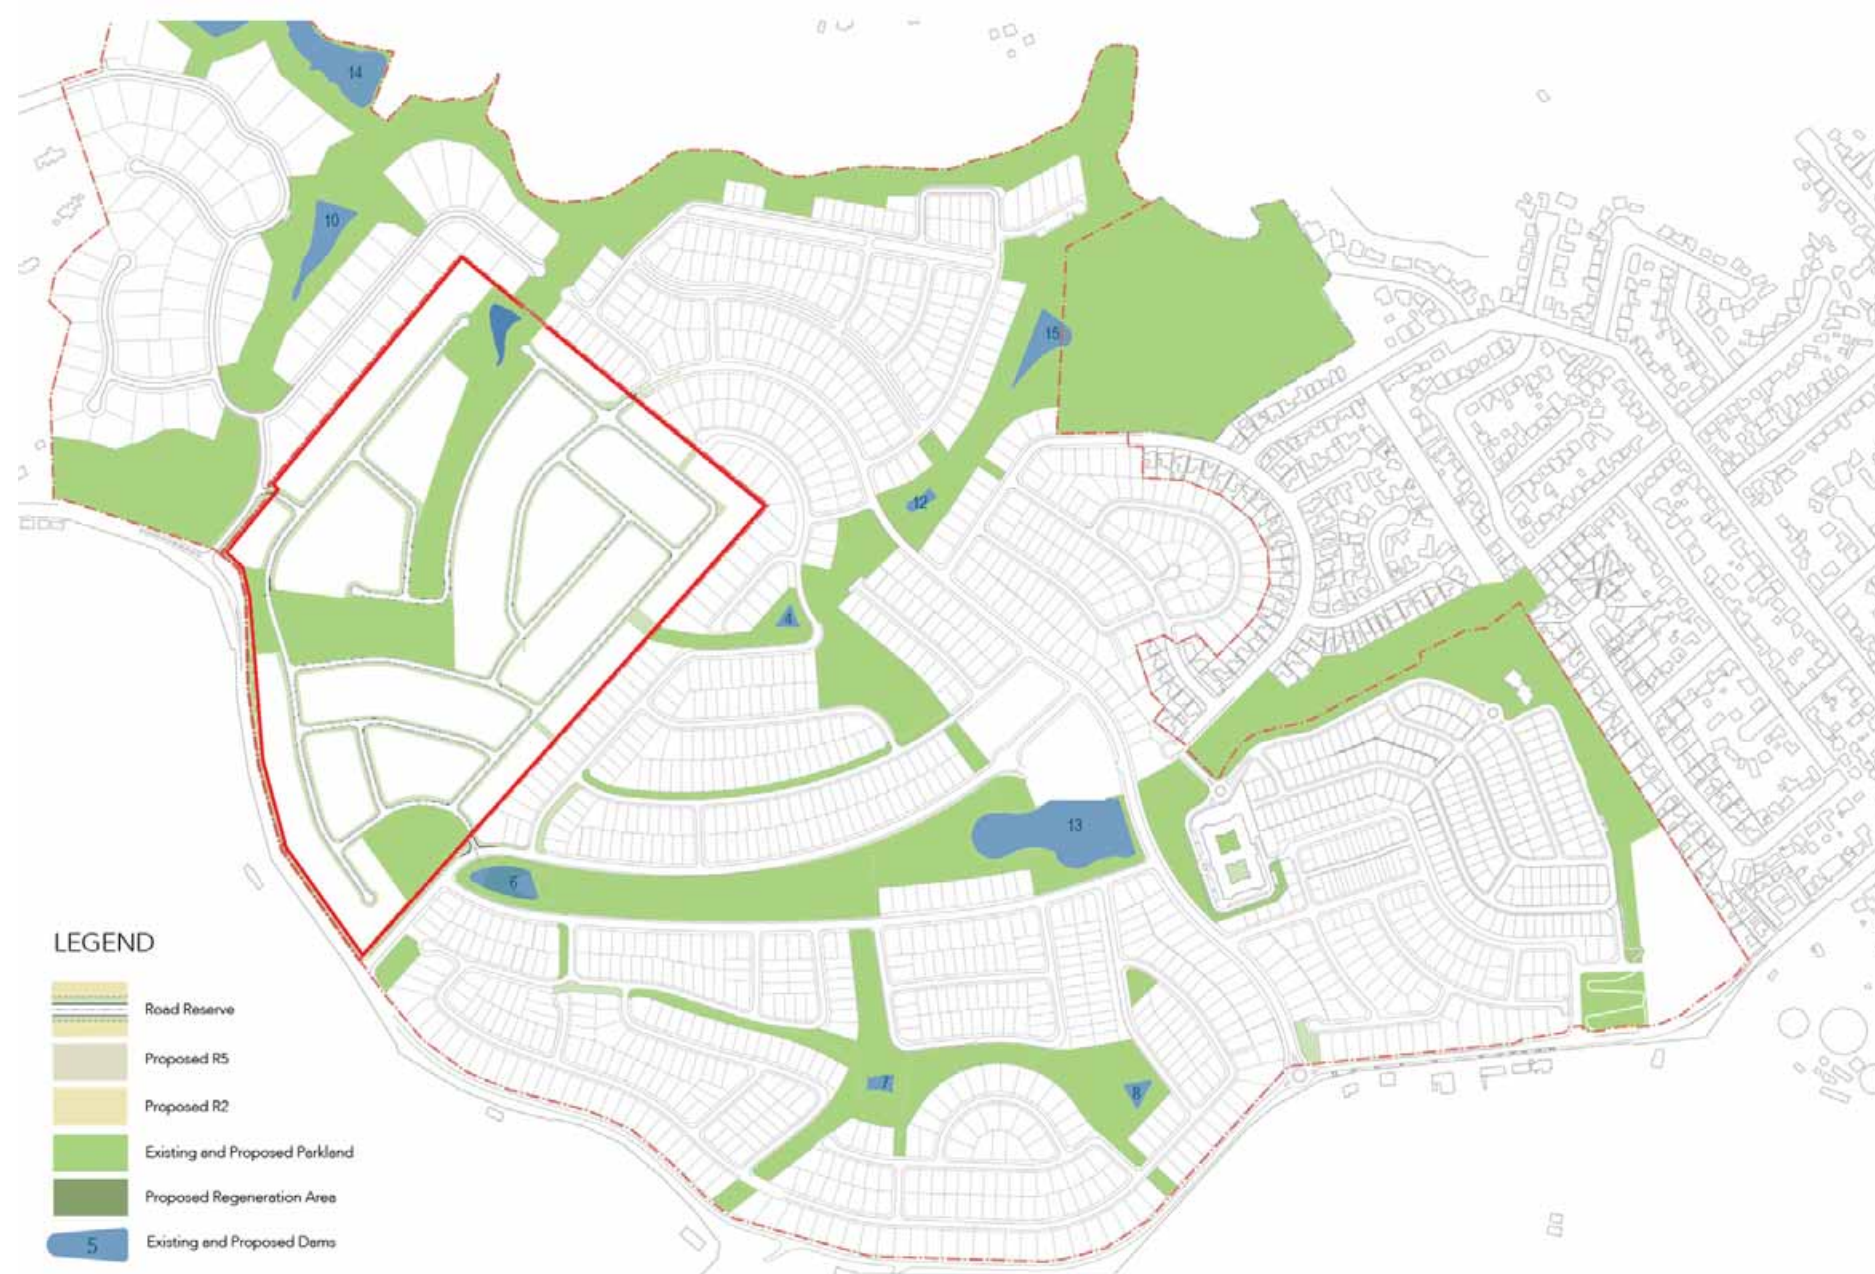 14
10
15
12
4
13
6
7
8
LEGEND
Road Reserve
Proposed R5
Proposed R2
Existing and Proposed Parkland
Proposed Regeneration Area
5
Existing and Proposed Dams